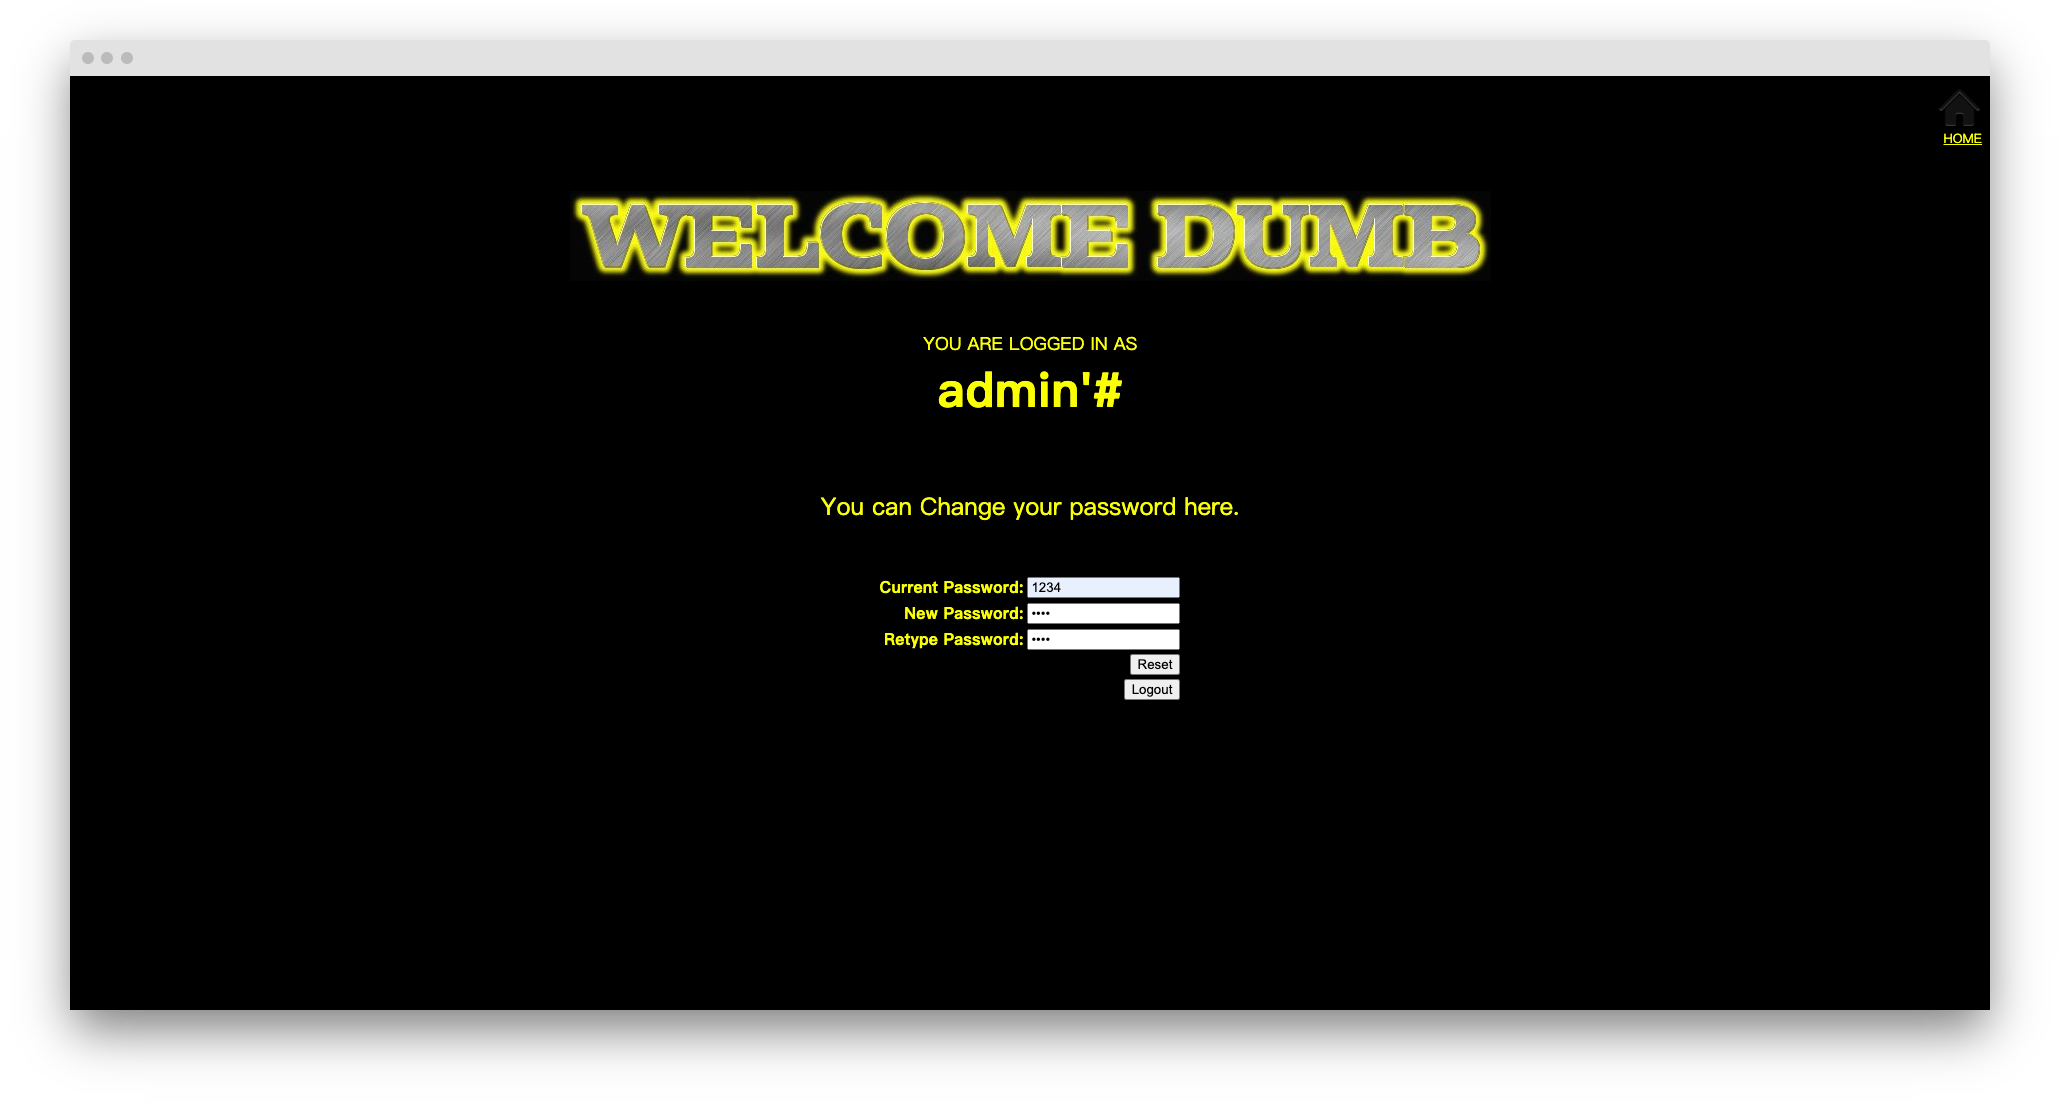 HOME
WELCOME DUMB
YOU ARE LOGGED IN AS
admin'#
You can Change your password here.
Current Password: 1234
New Password: ••••
Retype Password: ••••
Reset
Logout